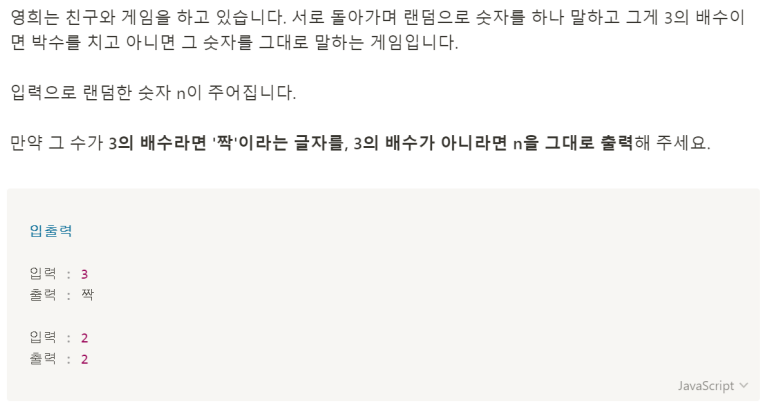 영희는 친구와 게임을 하고 있습니다. 서로 돌아가며 랜덤으로 숫자를 하나 말하고 그게 3의 배수이
면 박수를 치고 아니면 그 숫자를 그대로 말하는 게임입니다.
입력으로 랜덤한 숫자 n이 주어집니다.
만약 그 수가 3의 배수라면 '짝'이라는 글자를, 3의 배수가 아니라면 n을 그대로 출력해 주세요.
입출력
입력 : 3
출력 : 짝
입력 : 2
출력 : 2
JavaScript